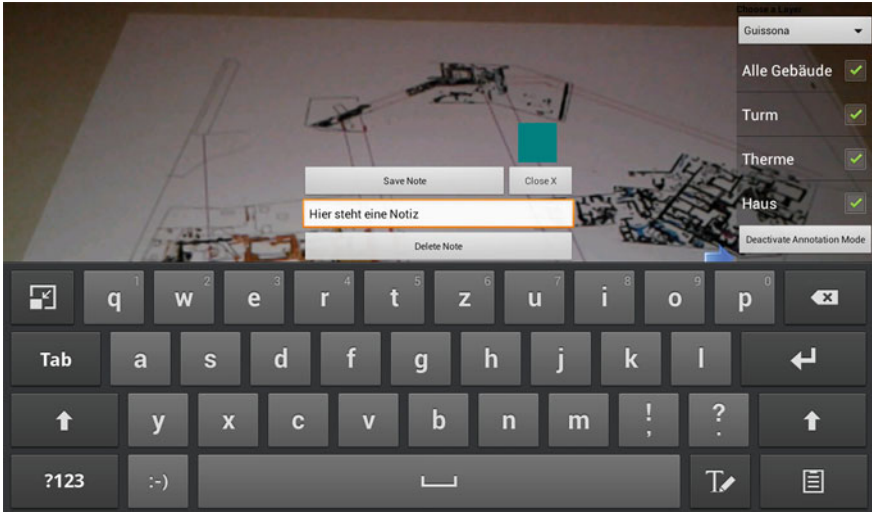 Choose a Layer
Guissona
Alle Gebäude
Turm
Therme
Haus
Deactivate Annotation Mode
Save Note
Close X
Hier steht eine Notiz
Delete Note
q 1 w 2 e 3 r 4 t 5 z 6 u 7 i 8 o 9 p 0
Tab a s d f g h j k l
y x c v b n m ! , ? .
?123 :-) T